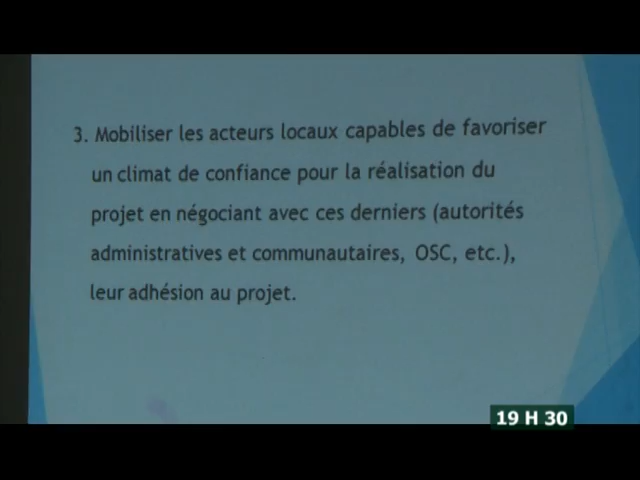 3. Mobiliser les acteurs locaux capables de favoriser
un climat de confiance pour la réalisation du
projet en négociant avec ces derniers (autorités
administratives et communautaires, OSC, etc.),
leur adhésion au projet.
19 H 30